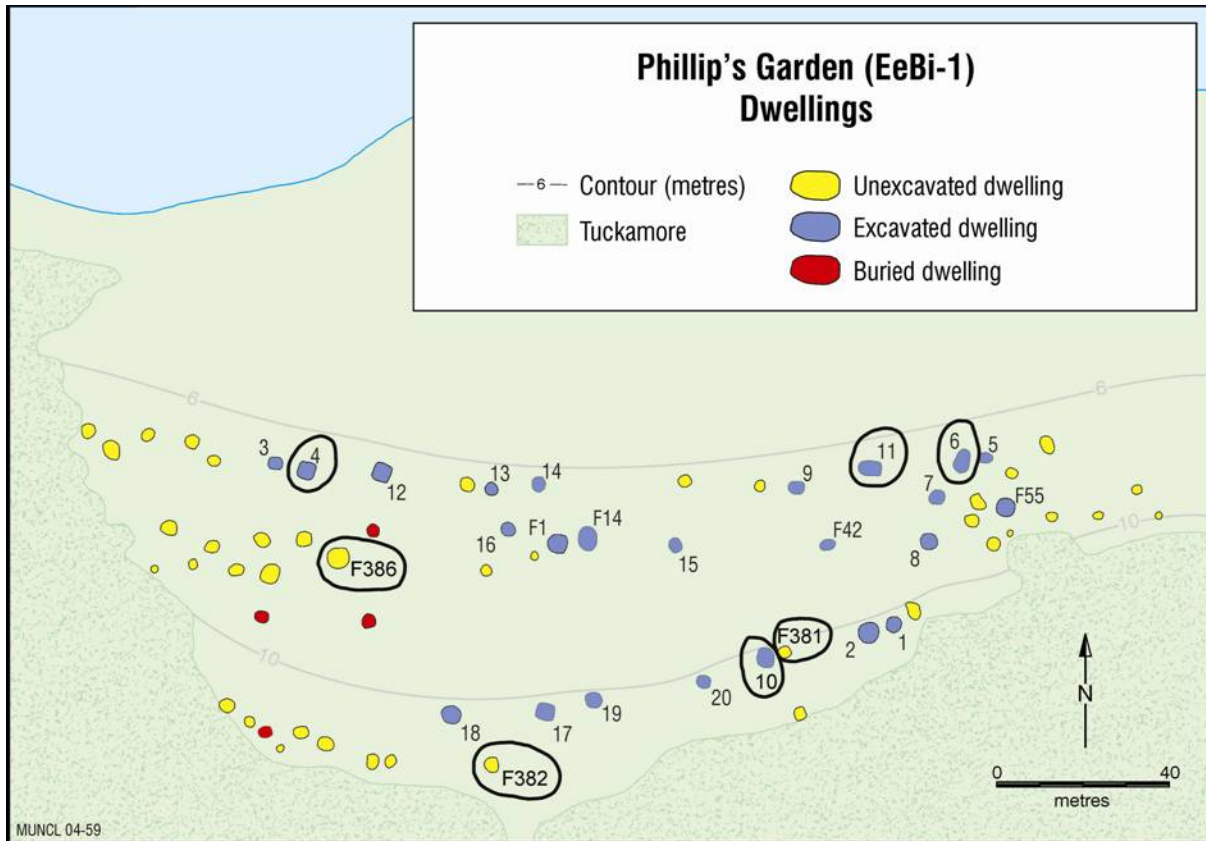 Phillip's Garden (EeBi-1)
Dwellings
6 Contour (metres)
Unexcavated dwelling
Tuckamore
Excavated dwelling
Buried dwelling
6
6
3
4
12
13
14
9
11
6
5
7
F55
16
F1
F14
15
F42
8
F386
10
10
F381
2
1
10
20
19
18
17
F382
N
0 40
metres
MUNCL 04-59